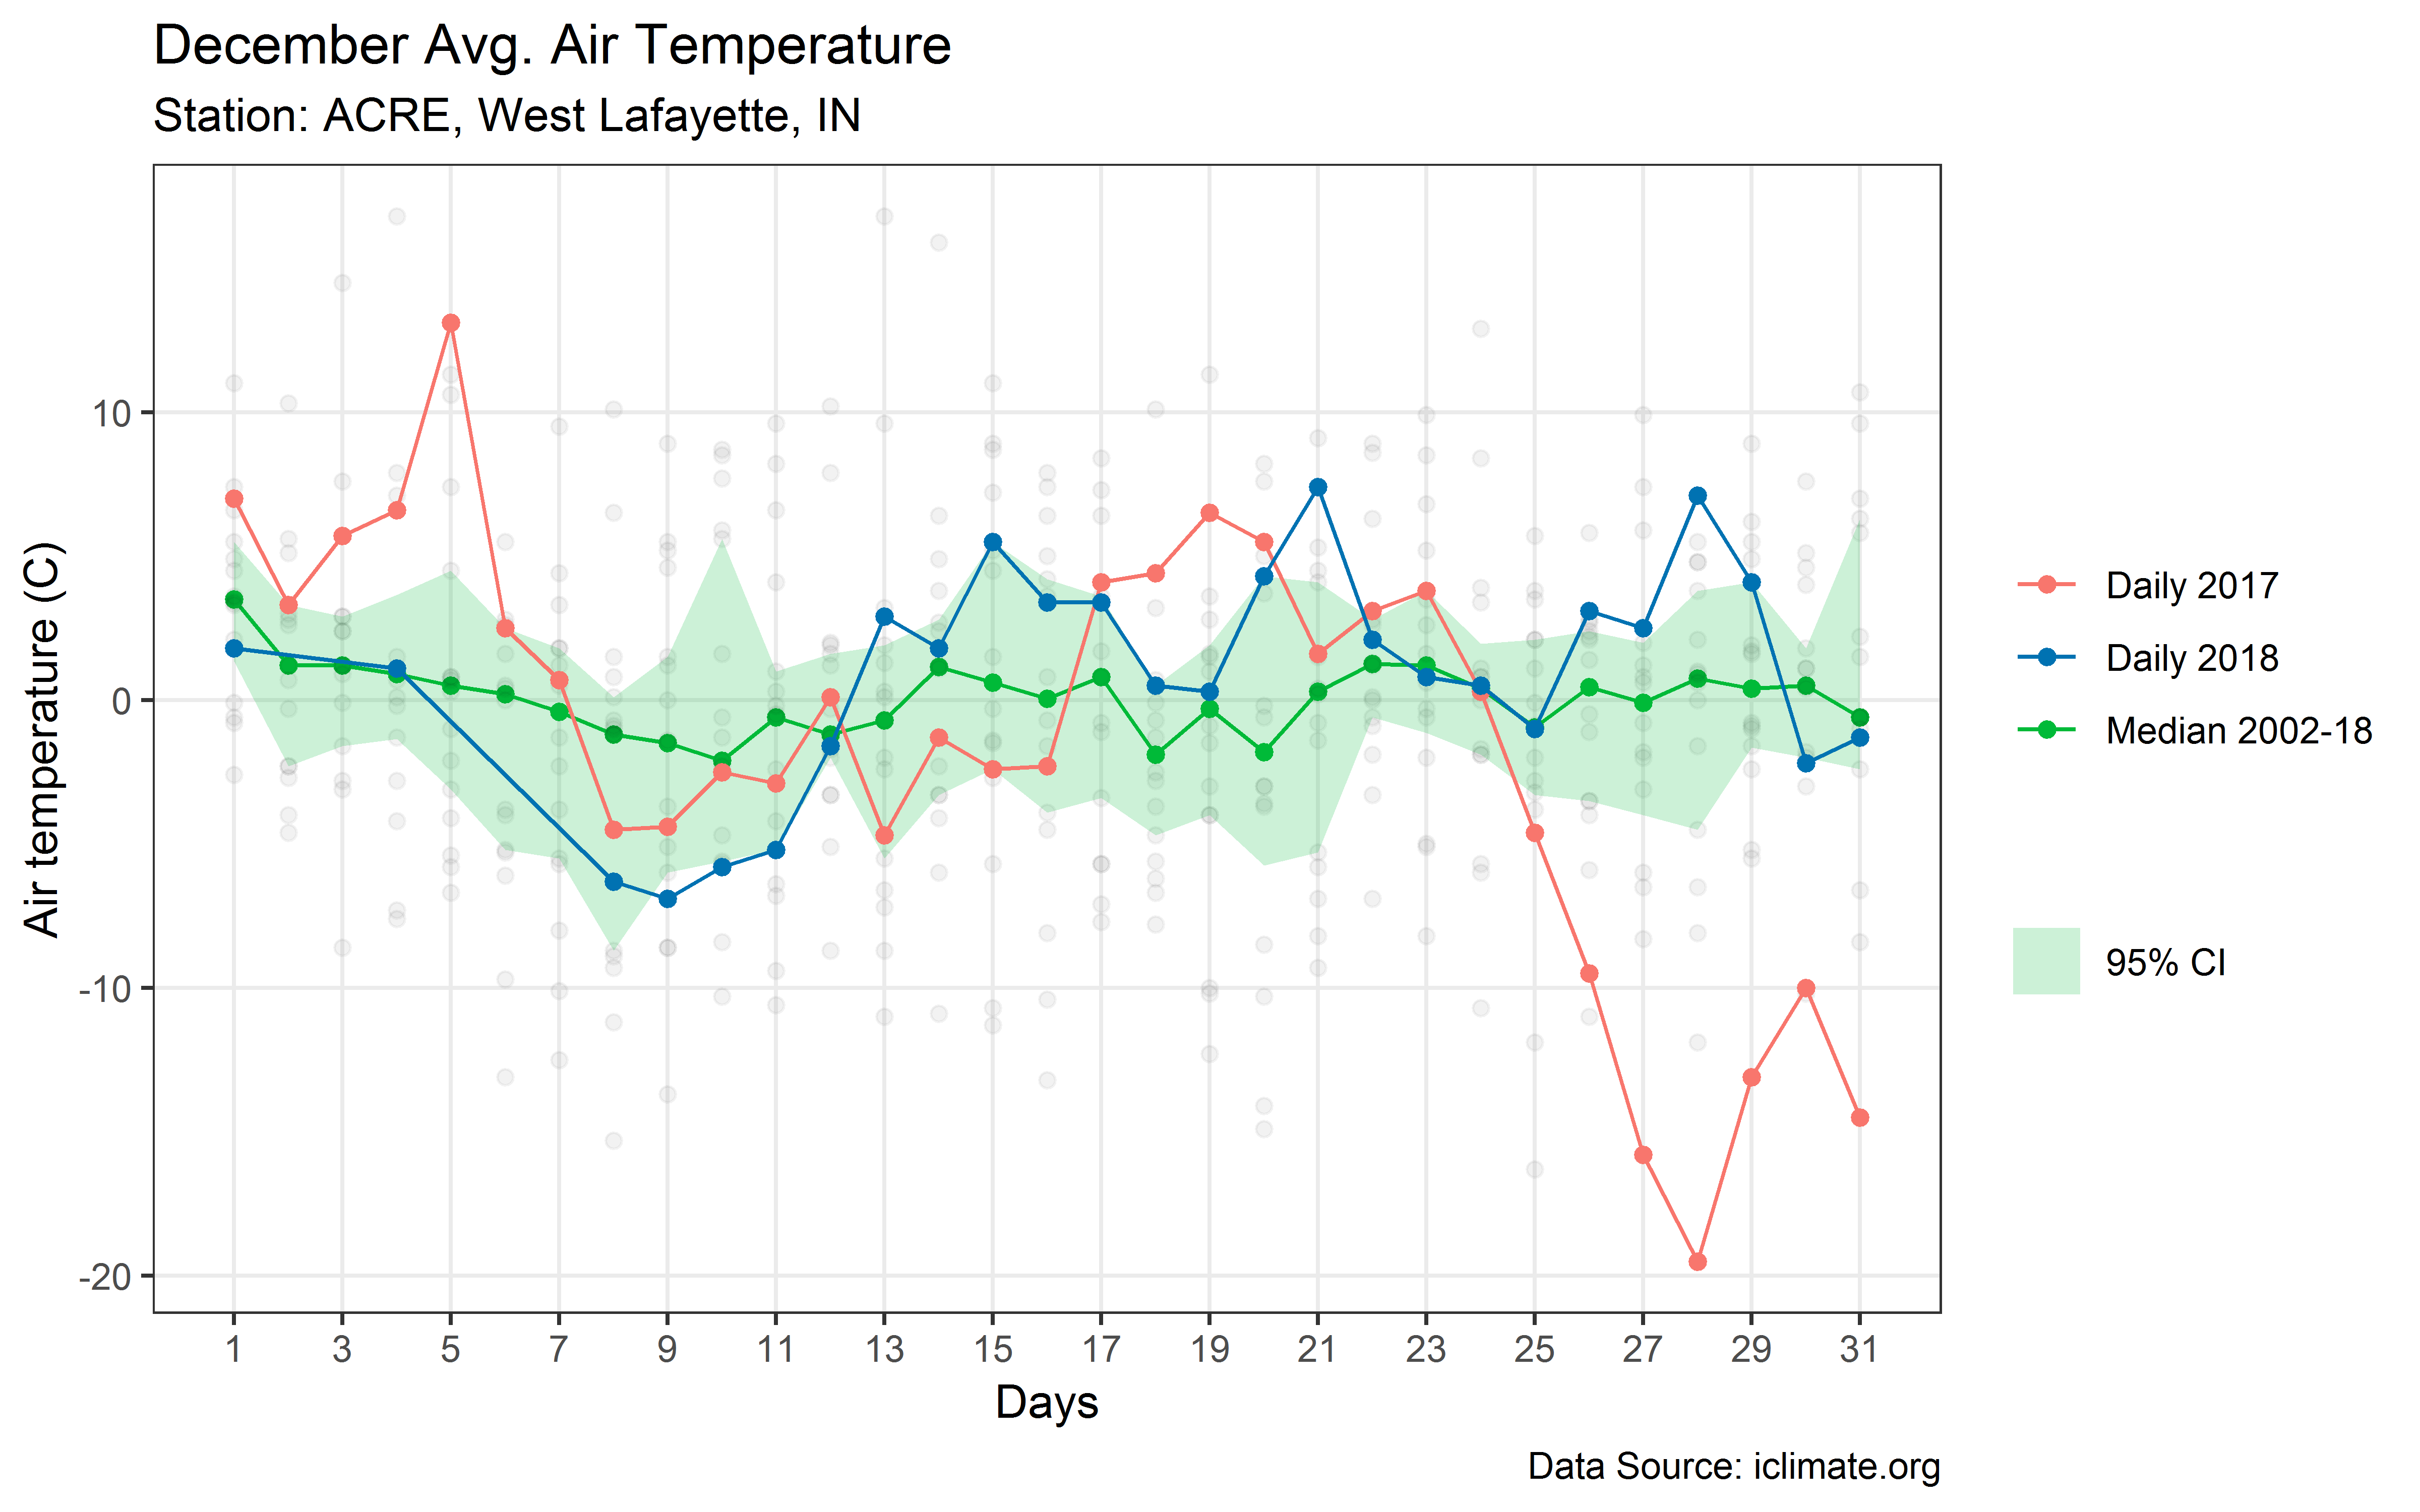 December Avg. Air Temperature
Station: ACRE, West Lafayette, IN
Air temperature (C)
10
0
-10
-20
1 3 5 7 9 11 13 15 17 19 21 23 25 27 29 31
Days
Daily 2017
Daily 2018
Median 2002-18
95% CI
Data Source: iclimate.org